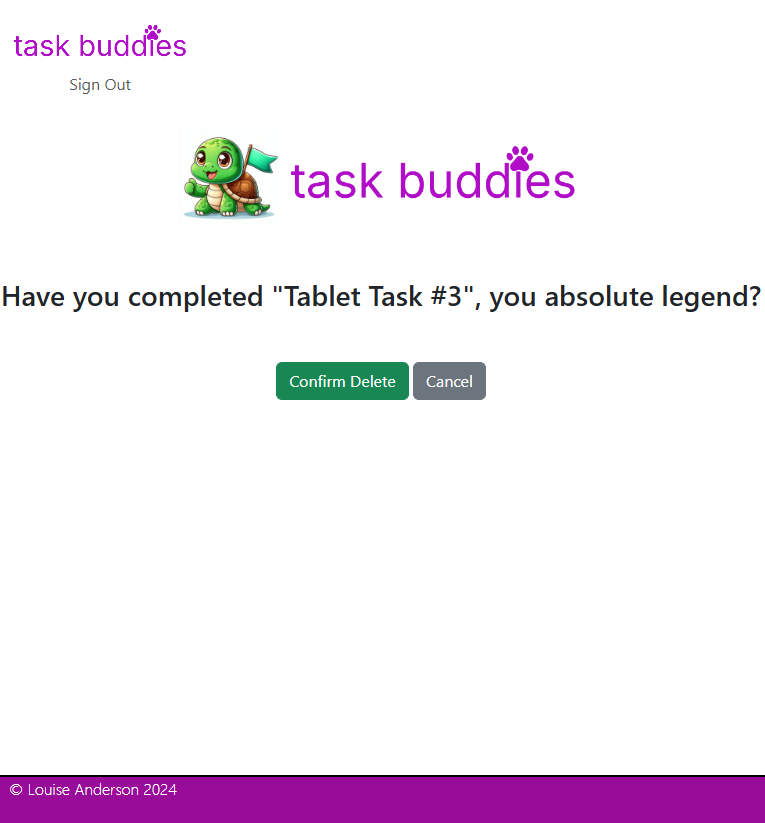 task buddies
Sign Out
task buddies
Have you completed "Tablet Task #3", you absolute legend?
Confirm Delete Cancel
© Louise Anderson 2024